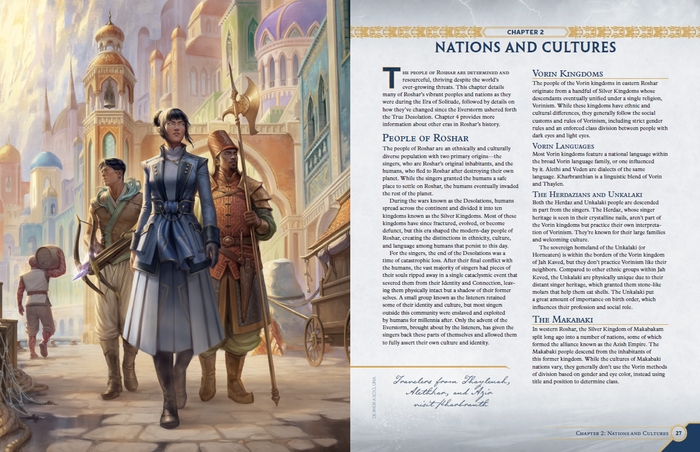 CHAPTER 2
NATIONS AND CULTURES
THE PEOPLE OF ROSHAR ARE DETERMINED AND
resourceful, thriving despite the world's
over-growing threats. This chapter details
many of Roshar's vibrant peoples and nations as they
were during the Era of Solitude, followed by details on
how they've changed since the Everstorm ushered forth
the True Desolation. Chapter 4 provides more
information about other eras in Roshar's history.
PEOPLE OF ROSHAR
The people of Roshar are an ethnically and culturally
diverse population with two primary origins—the
singers, who are Roshar's original inhabitants, and the
humans, who fled to Roshar after destroying their own
planet. While the singers granted the humans a safe
place to settle on Roshar, the humans eventually invaded
the rest of the planet.
During the wars known as the Desolations, humans
spread across the continent and divided it into ten
kingdoms known as the Silver Kingdoms. Most of these
kingdoms have since fractured, evolved, or become
defunct, but this era shaped the modern-day people of
Roshar, creating the distinctions in ethnicity, culture,
and language among humans that persist to this day.
For the singers, the end of the Desolations was a
time of catastrophic loss. After their final conflict with
the humans, the vast majority of singers had pieces of
their souls ripped away in a single cataclysmic event that
severed them from their Identity and Connection, leav-
ing them physically intact but a shadow of their former
selves. A small group known as the listeners retained
some of their identity and culture, but most singers
outside this community were enslaved and exploited
by humans for millennia after. Only the advent of the
Everstorm, brought about by the listeners, has given the
singers back these parts of themselves and allowed them
to fully assert their own culture and identity.
Travelers from Thaylenah,
Alethkar, and Azir
visit Kharbranth
VORIN KINGDOMS
The people of the Vorin kingdoms in eastern Roshar
originate from a handful of Silver Kingdoms whose
descendants eventually unified under a single religion,
Vorinism. While these kingdoms have ethnic and
cultural differences, they generally follow the social
customs and rules of Vorinism, including strict gender
rules and an enforced class division between people with
dark eyes and light eyes.
VORIN LANGUAGES
Most Vorin kingdoms feature a national language within
the broad Vorin language family, or one influenced
by it. Alethi and Veden are dialects of the same
language. Kharbranthian is a linguistic blend of Vorin
and Thaylen.
THE HERDAZIANS AND UNKALAKI
Both the Herdaz and Unkalaki people are descended
in part from the singers. The Herdaz, whose singer
heritage is seen in their crystalline nails, aren't part of
the Vorin kingdoms but practice their own interpreta-
tion of Vorinism. They're known for their large families
and welcoming culture.
The sovereign homeland of the Unkalaki (or
Horneaters) is within the borders of the Vorin kingdom
of Jah Keved, but they don't practice Vorinism like their
neighbors. Compared to other ethnic groups within Jah
Keved, the Unkalaki are physically unique due to their
distant singer heritage, which granted them stone-like
molars that help them eat shells. The Unkalaki put
a great amount of importance on birth order, which
influences their profession and social role.
THE MAKABAKI
In western Roshar, the Silver Kingdom of Makabakam
split long ago into a number of nations, some of which
formed the alliance known as the Azish Empire. The
Makabaki people descend from the inhabitants of
this former kingdom. While the cultures of Makabaki
nations vary, they generally don't use the Vorin methods
of division based on gender and eye color, instead using
title and position to determine class.
CHAPTER 2: NATIONS AND CULTURES 27